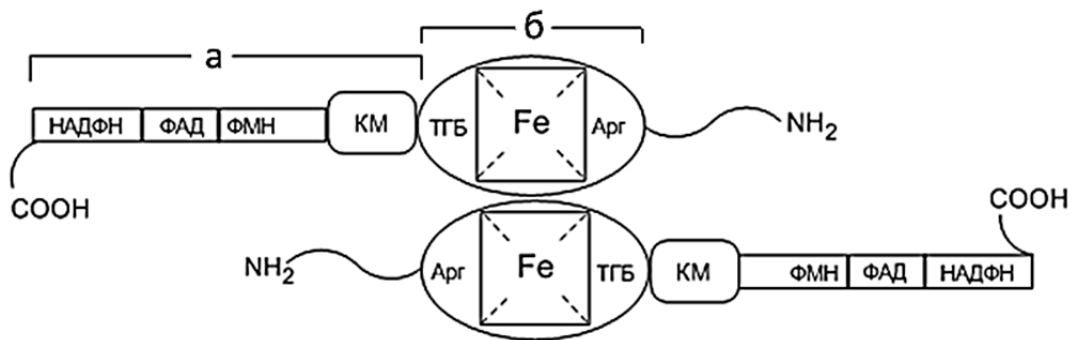 а б
НАДФН ФАД ФМН КМ ТГБ Fe Арг NH₂
COOH
COOH
NH₂ Арг Fe ТГБ КМ ФМН ФАД НАДФН